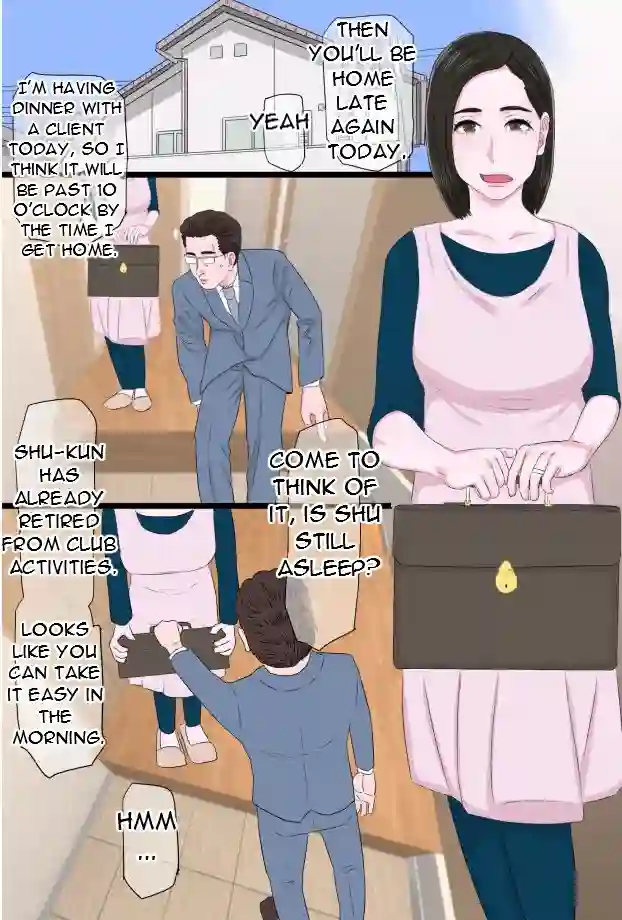 THEN
YOU'LL BE
HOME
LATE
AGAIN
TODAY.
YEAH
I'M HAVING
DINNER WITH
A CLIENT
TODAY, SO I
THINK IT WILL
BE PAST 10
O'CLOCK BY
THE TIME I
GET HOME.
COME TO
THINK OF
IT, IS SHU
STILL
ASLEEP?
SHU-KUN
HAS
ALREADY
RETIRED
FROM CLUB
ACTIVITIES.
LOOKS
LIKE YOU
CAN TAKE
IT EASY IN
THE
MORNING.
HMM
...